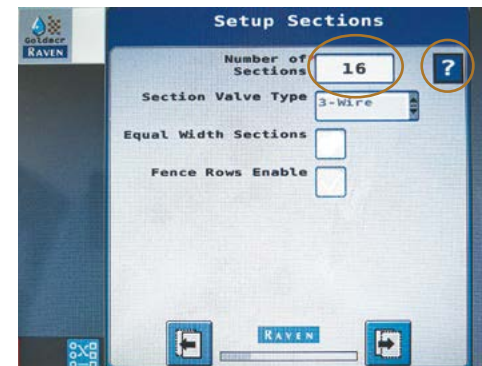 Setup Sections
Goldacr
RAVEN
Number of
Sections
16
?
Section Valve Type
3-Wire
Equal Width Sections
Fence Rows Enable
RAVEN